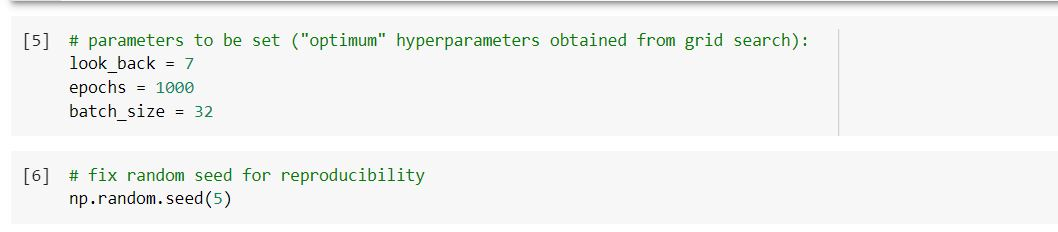 [5] # parameters to be set ("optimum" hyperparameters obtained from grid search):
look_back = 7
epochs = 1000
batch_size = 32
[6] # fix random seed for reproducibility
np.random.seed(5)